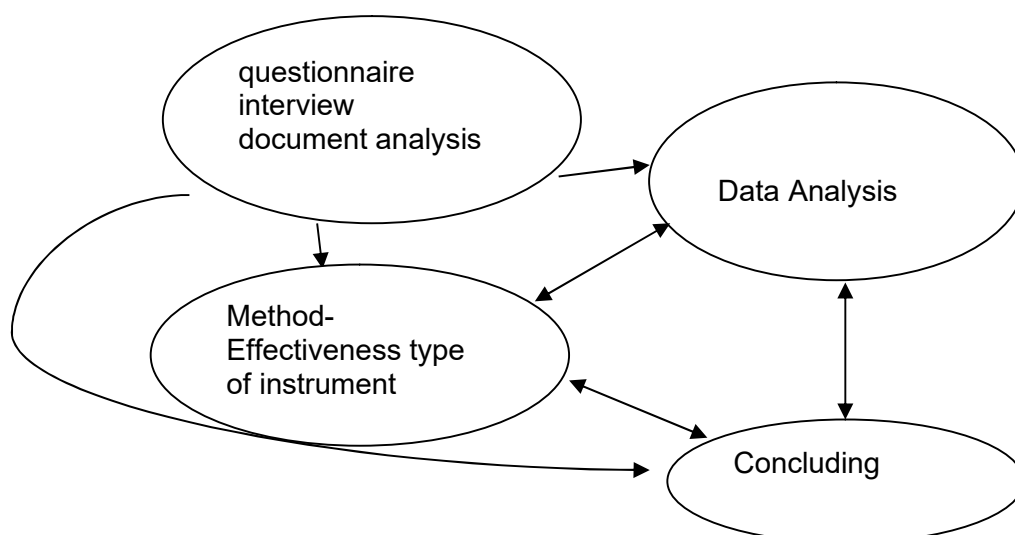 questionnaire
interview
document analysis
Data Analysis
Method-
Effectiveness type
of instrument
Concluding